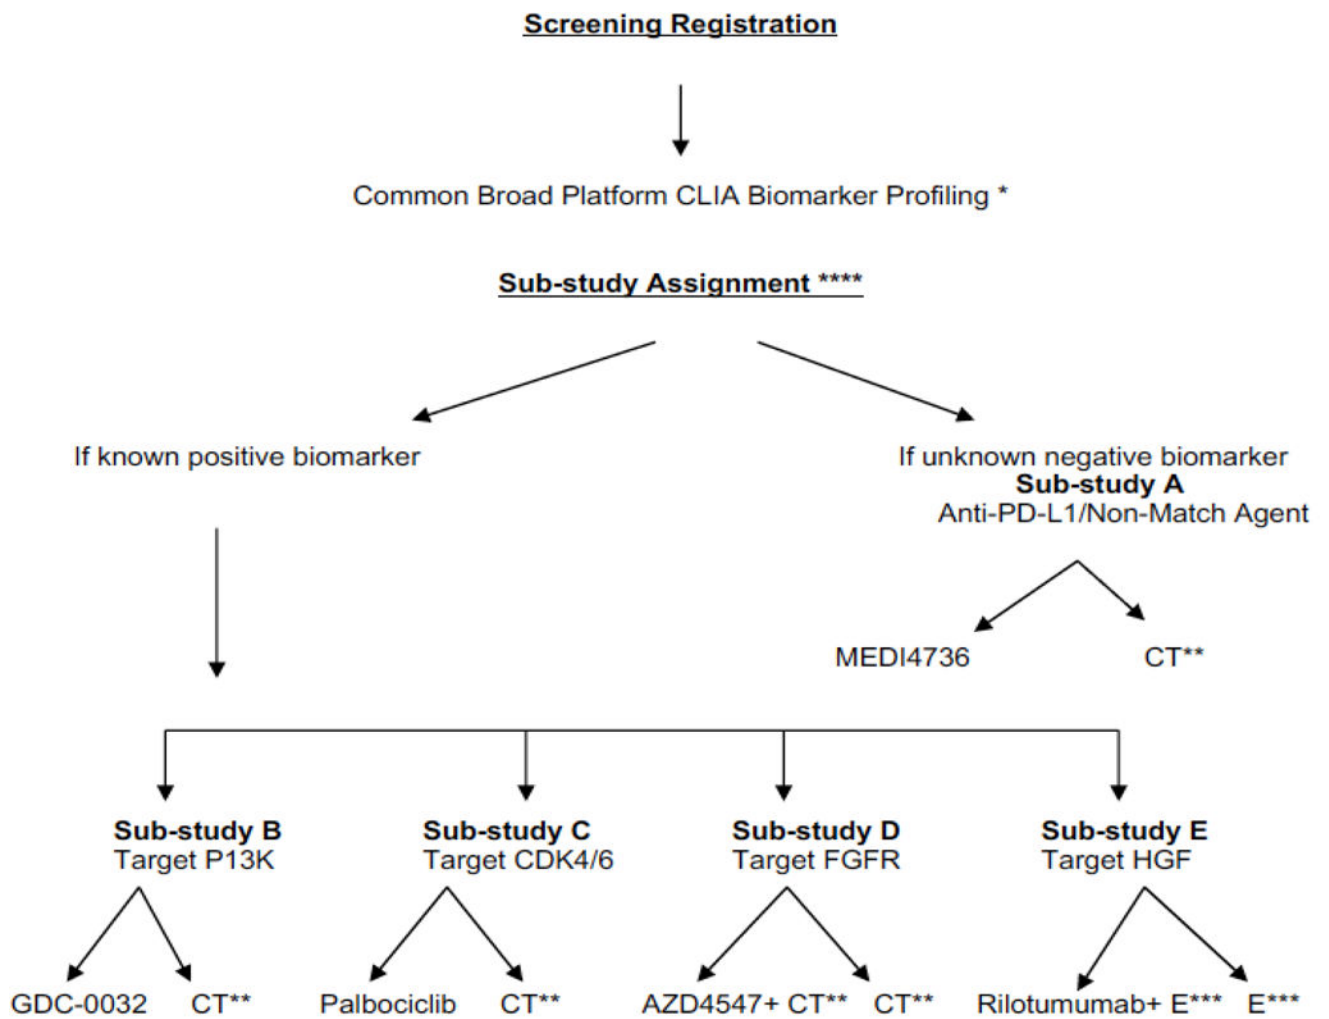 Screening Registration
Common Broad Platform CLIA Biomarker Profiling *
Sub-study Assignment ****
If known positive biomarker
If unknown negative biomarker
Sub-study A
Anti-PD-L1/Non-Match Agent
MEDI4736 CT**
Sub-study B Sub-study C Sub-study D Sub-study E
Target P13K Target CDK4/6 Target FGFR Target HGF
GDC-0032 CT** Palbociclib CT** AZD4547+ CT** CT** Rilotumumab+ E*** E***